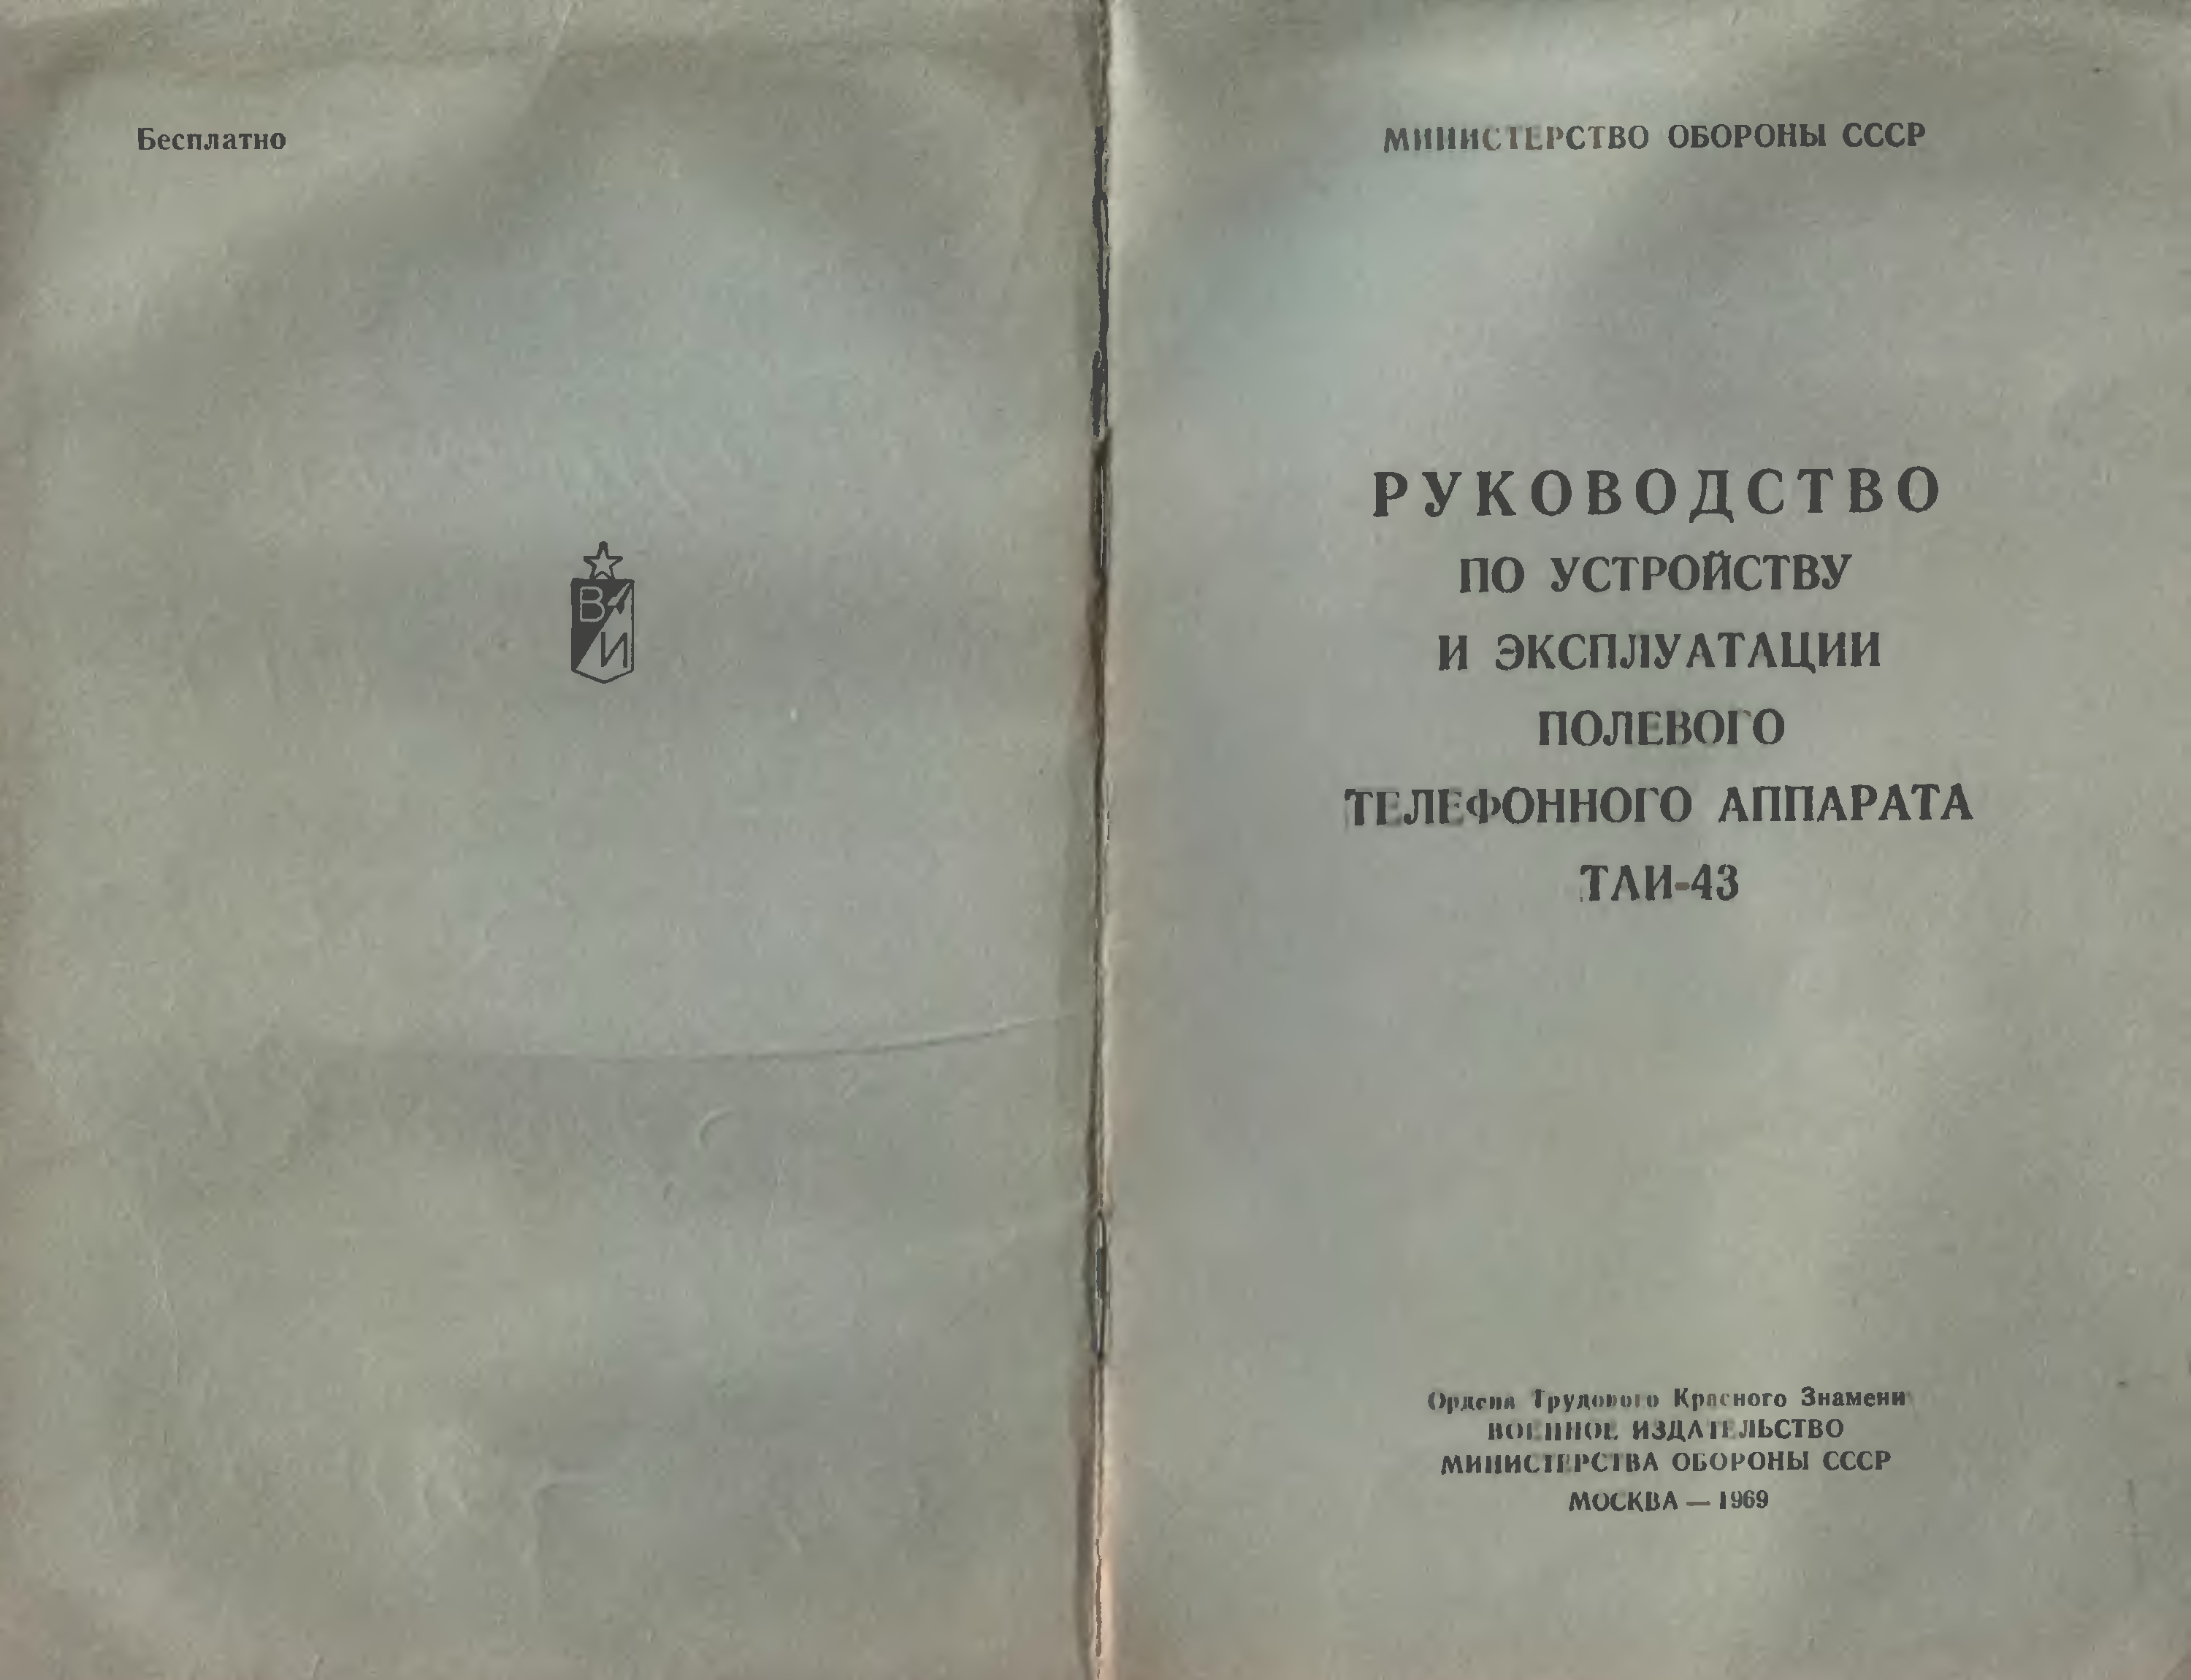 Бесплатно
В
И
МИНИСТЕРСТВО ОБОРОНЫ СССР
РУКОВОДСТВО
ПО УСТРОЙСТВУ
И ЭКСПЛУАТАЦИИ
ПОЛЕВОГО
ТЕЛЕФОННОГО АППАРАТА
ТАИ-43
Ордена Трудового Красного Знамени
ВОЕННОЕ ИЗДАТЕЛЬСТВО
МИНИСТЕРСТВА ОБОРОНЫ СССР
МОСКВА — 1969